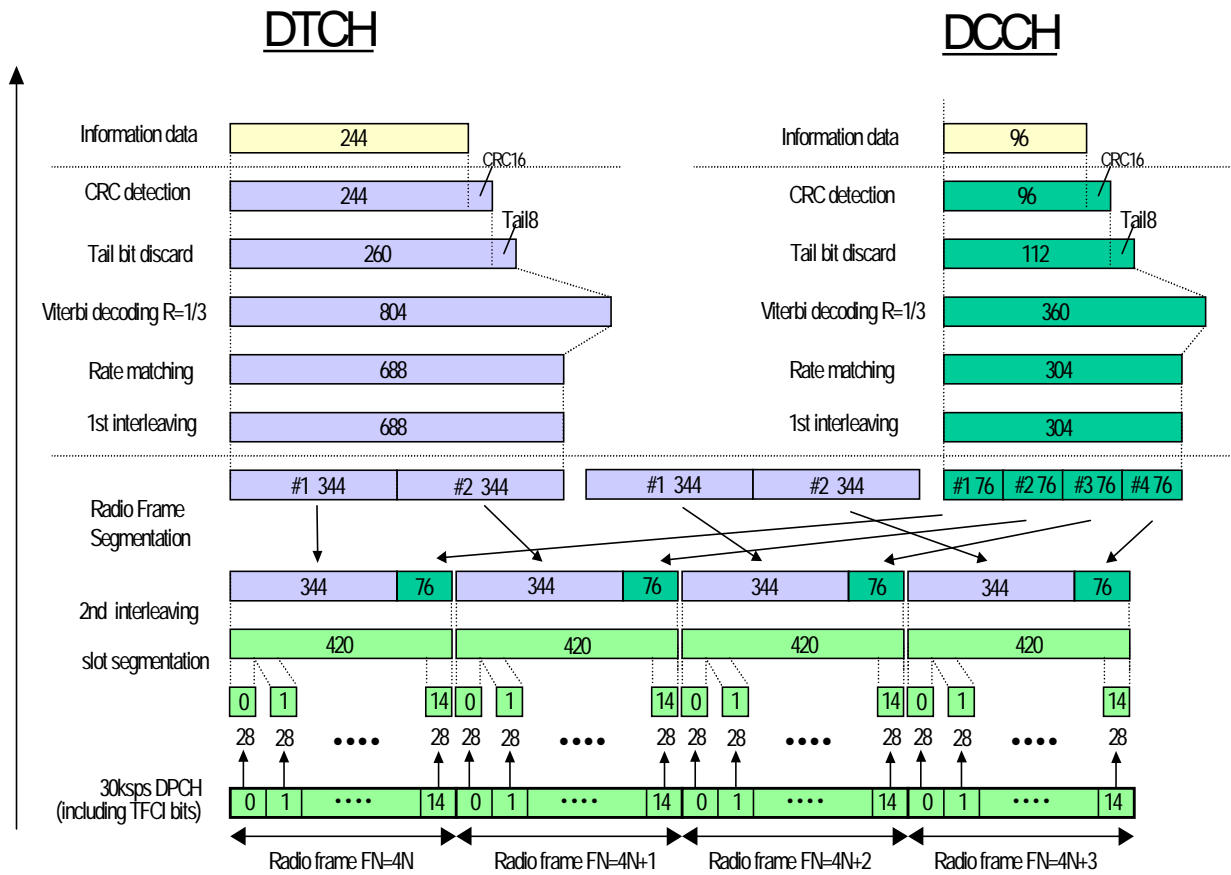 DTCH
DCCH
Information data
244
Information data
96
CRC16
CRC16
CRC detection
244
CRC detection
96
Tail8
Tail8
Tail bit discard
260
Tail bit discard
112
Viterbi decoding R=1/3
804
Viterbi decoding R=1/3
360
Rate matching
688
Rate matching
304
1st interleaving
688
1st interleaving
304
#1 344 #2 344 #1 344 #2 344 #1 76 #2 76 #3 76 #4 76
Radio Frame
Segmentation
344 76 344 76 344 76 344 76
2nd interleaving
420 420 420 420
slot segmentation
0 1 14 0 1 14 0 1 14 0 1 14
28 28 •••• 28 28 28 •••• 28 28 28 •••• 28 28 28 •••• 28
30ksps DPCH
(including TFCI bits)
0 1 •••• 14 0 1 •••• 14 0 1 •••• 14 0 1 •••• 14
Radio frame FN=4N Radio frame FN=4N+1 Radio frame FN=4N+2 Radio frame FN=4N+3